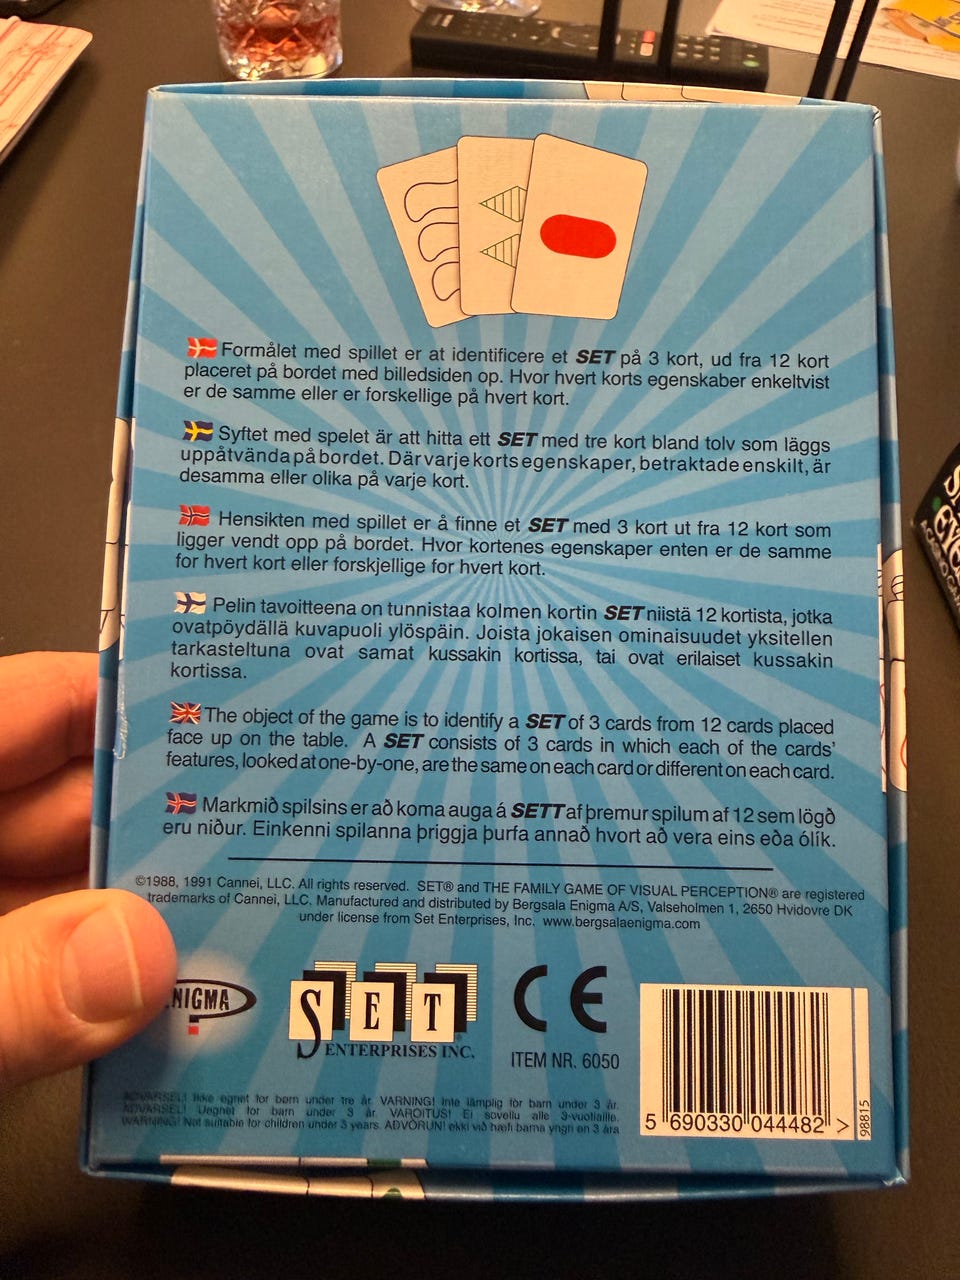 Formålet med spillet er at identificere et SET på 3 kort, ud fra 12 kort
placeret på bordet med billedsiden op. Hvor hvert korts egenskaber enkeltvist
er de samme eller er forskellige på hvert kort.
Syftet med spelet är att hitta ett SET med tre kort bland tolv som läggs
uppåtvända på bordet. Där varje korts egenskaper, betraktade enskilt, är
desamma eller olika på varje kort.
Hensikten med spillet er å finne et SET med 3 kort ut fra 12 kort som
ligger vendt opp på bordet. Hvor kortenes egenskaper enten er de samme
for hvert kort eller forskjellige for hvert kort.
Pelin tavoitteena on tunnistaa kolmen kortin SET niistä 12 kortista, jotka
ovatpöydällä kuvapuoli ylöspäin. Joista jokaisen ominaisuudet yksitellen
tarkasteltuna ovat samat kussakin kortissa, tai ovat erilaiset kussakin
kortissa.
The object of the game is to identify a SET of 3 cards from 12 cards placed
face up on the table. A SET consists of 3 cards in which each of the cards'
features, looked at one-by-one, are the same on each card or different on each card.
Markmið spilsins er að koma auga á SETT af þremur spilum af 12 sem lögð
eru niður. Einkenni spilanna þriggja þurfa annað hvort að vera eins eða ólík.
©1988, 1991 Cannei, LLC. All rights reserved. SET® and THE FAMILY GAME OF VISUAL PERCEPTION® are registered
trademarks of Cannei, LLC, Manufactured and distributed by Bergsala Enigma A/S, Valseholmen 1, 2650 Hvidovre DK
under license from Set Enterprises, Inc. www.bergsalaenigma.com
NIGMA
SET
ENTERPRISES INC.
CE
ITEM NR. 6050
ADVARSEL! Ikke egnet for børn under tre år. VARNING! Inte lämplig för barn under 3 år.
ADVARSEL! Uegnet for barn under 3 år. VAROITUS! Ei sovellu alle 3-vuotiaille.
WARNING! Not suitable for children under 3 years. ADVÖRUN! ekki við hæfi barna yngri en 3 ára
5 690330 044482 >
98815